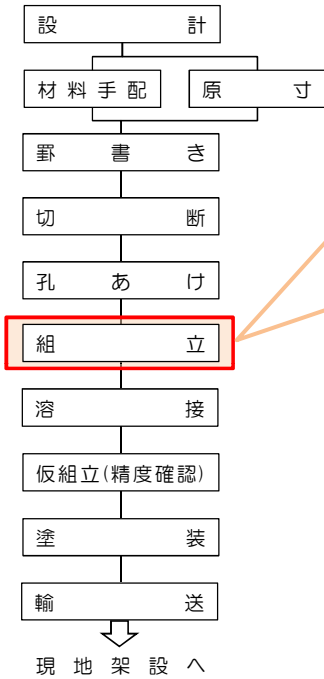 設計
材料手配
原寸
罫書き
切断
孔あけ
組立
溶接
仮組立(精度確認)
塗装
輸送
現地架設へ